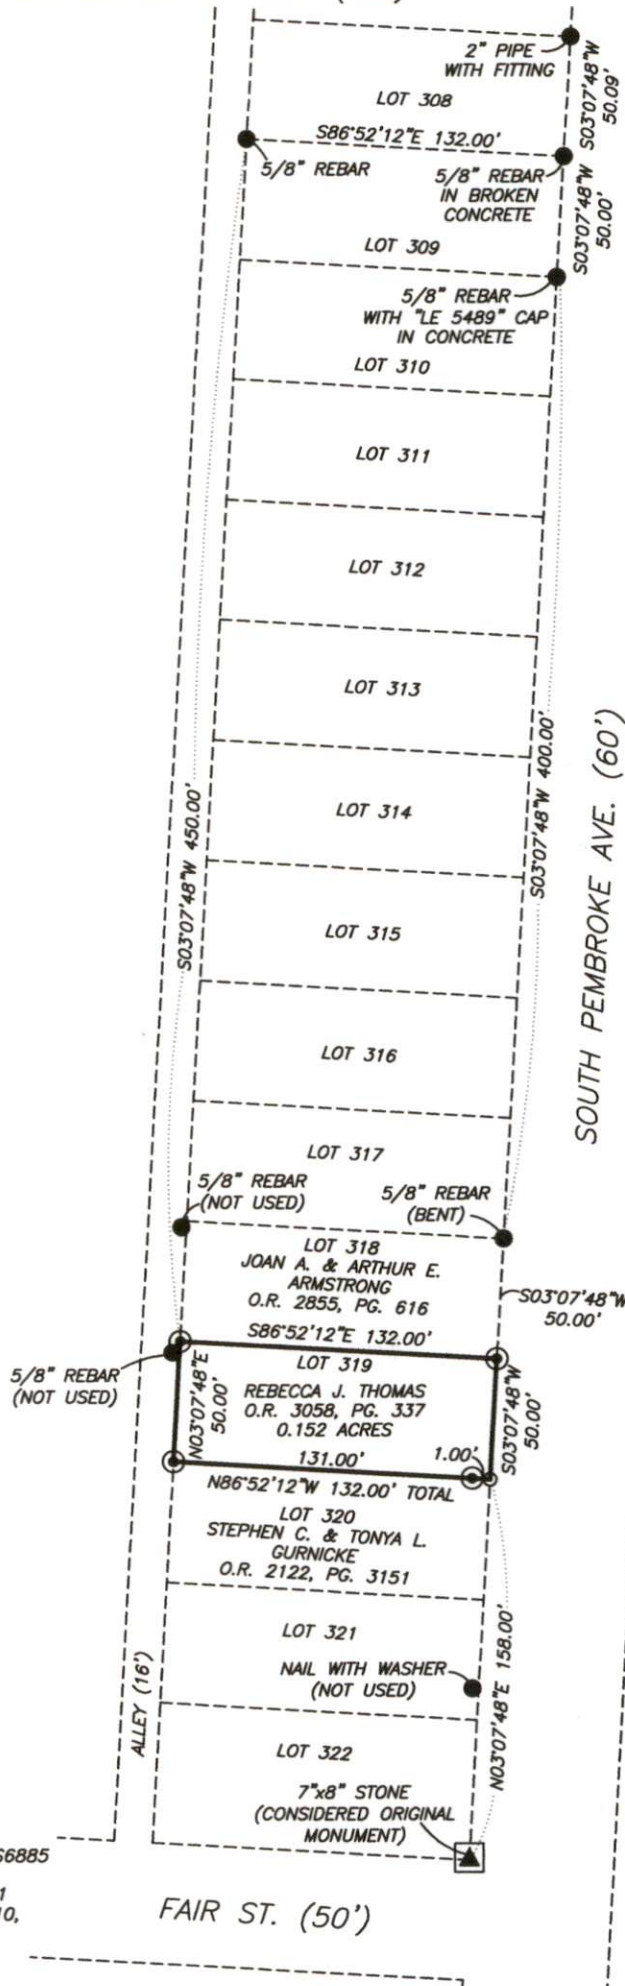 2" PIPE
WITH FITTING
S03°07'48"W
50.09'
LOT 308
S86°52'12"E 132.00'
5/8" REBAR
5/8" REBAR
IN BROKEN
CONCRETE
S03°07'48"W
50.00'
LOT 309
5/8" REBAR
WITH "LE 5489" CAP
IN CONCRETE
LOT 310
LOT 311
LOT 312
LOT 313
LOT 314
S03°07'48"W 450.00'
S03°07'48"W 400.00'
SOUTH PEMBROKE AVE. (60')
LOT 315
LOT 316
LOT 317
5/8" REBAR
(NOT USED)
5/8" REBAR
(BENT)
LOT 318
JOAN A. & ARTHUR E.
ARMSTRONG
O.R. 2855, PG. 616
S03°07'48"W
50.00'
S86°52'12"E 132.00'
5/8" REBAR
(NOT USED)
N03°07'48"E
50.00'
LOT 319
REBECCA J. THOMAS
O.R. 3058, PG. 337
0.152 ACRES
S03°07'48"W
50.00'
131.00'
1.00'
N86°52'12"W 132.00' TOTAL
LOT 320
STEPHEN C. & TONYA L.
GURNICKE
O.R. 2122, PG. 3151
LOT 321
NAIL WITH WASHER
(NOT USED)
N03°07'48"E 158.00'
ALLEY (16')
LOT 322
7"x8" STONE
(CONSIDERED ORIGINAL
MONUMENT)
6885
FAIR ST. (50')